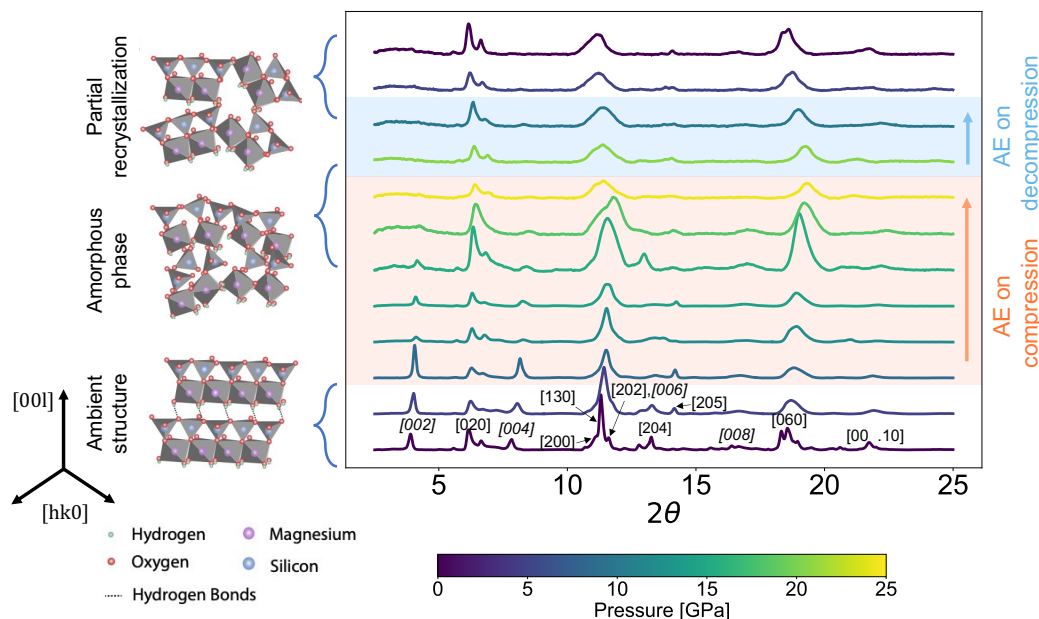 Partial
recrystallization
Amorphous
phase
Ambient
structure
[00l]
[hk0]
AE on
decompression
AE on
compression
[002]
[020]
[004]
[200]
[130]
[202],[006]
[204]
[205]
[008]
[060]
[00 .10]
5
10
15
20
25
2θ
Hydrogen
Magnesium
Oxygen
Silicon
Hydrogen Bonds
0
5
10
15
20
25
Pressure [GPa]